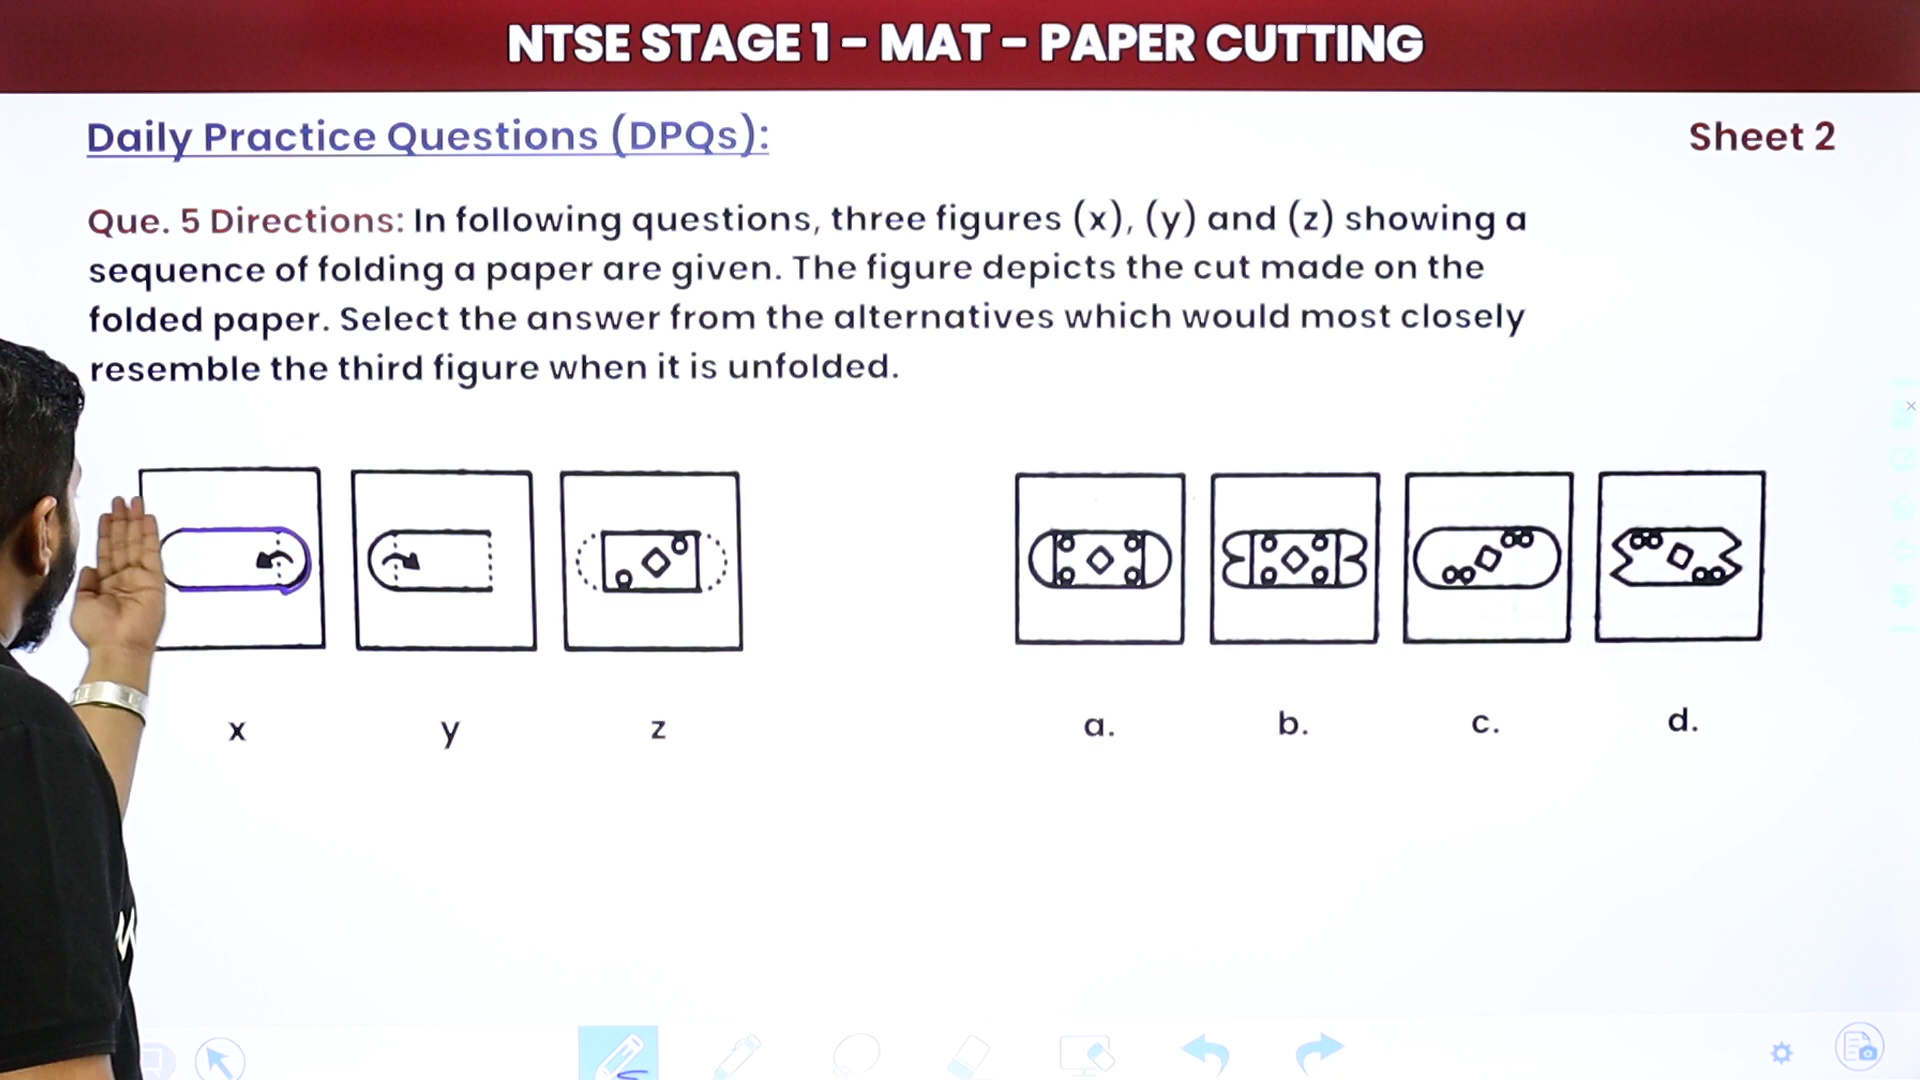 NTSE STAGE 1 – MAT – PAPER CUTTING
Daily Practice Questions (DPQs):
Sheet 2
Que. 5 Directions: In following questions, three figures (x), (y) and (z) showing a
sequence of folding a paper are given. The figure depicts the cut made on the
folded paper. Select the answer from the alternatives which would most closely
resemble the third figure when it is unfolded.
x y z a. b. c. d.